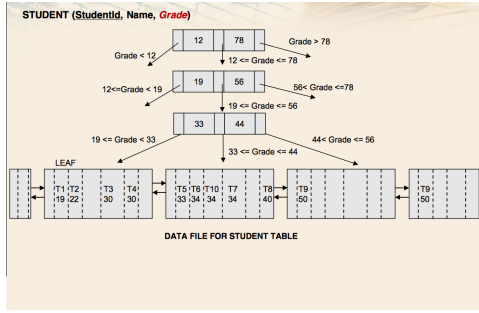 STUDENT (StudentId, Name, Grade)
12 78
Grade < 12
Grade > 78
12 <= Grade <= 78
19 56
12<=Grade < 19
56< Grade <=78
19 <= Grade <= 56
33 44
19 <= Grade < 33
44< Grade <= 56
33 <= Grade <= 44
LEAF
T1 T2 T3 T4
19 22 30 30
T5 T6 T10 T7 T8
33 34 34 34 40
T9
50
T9
50
DATA FILE FOR STUDENT TABLE